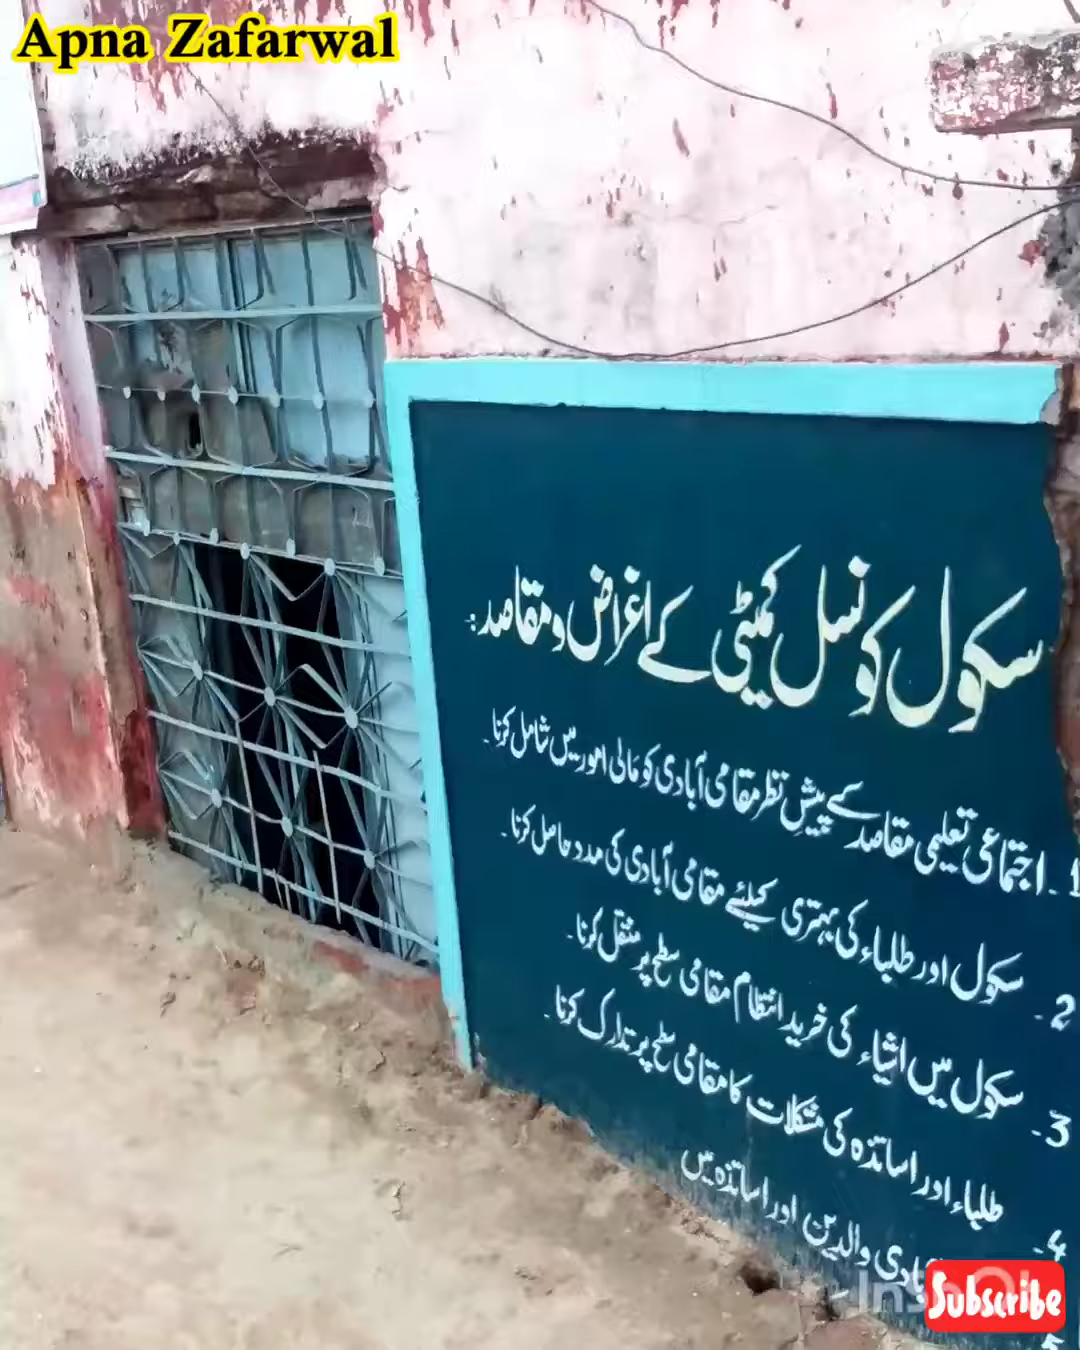 Apna Zafarwal
سکول کونسل کمیٹی کے اغراض و مقاصد:۔
1۔ اجتماعی تعلیمی مقاصد کے پیش نظر مقامی آبادی کو مالی امور میں شامل کرنا۔
2۔ سکول اور طلباء کی بہتری کیلئے مقامی آبادی کی مدد حاصل کرنا۔
3۔ سکول میں اشیاء کی خرید انتظام مقامی سطح پر منتقل کرنا۔
4۔ طلباء اور اساتذہ کی مشکلات کا مقامی سطح پر تدارک کرنا۔
5 والدین اور اساتذہ میں
Subscribe